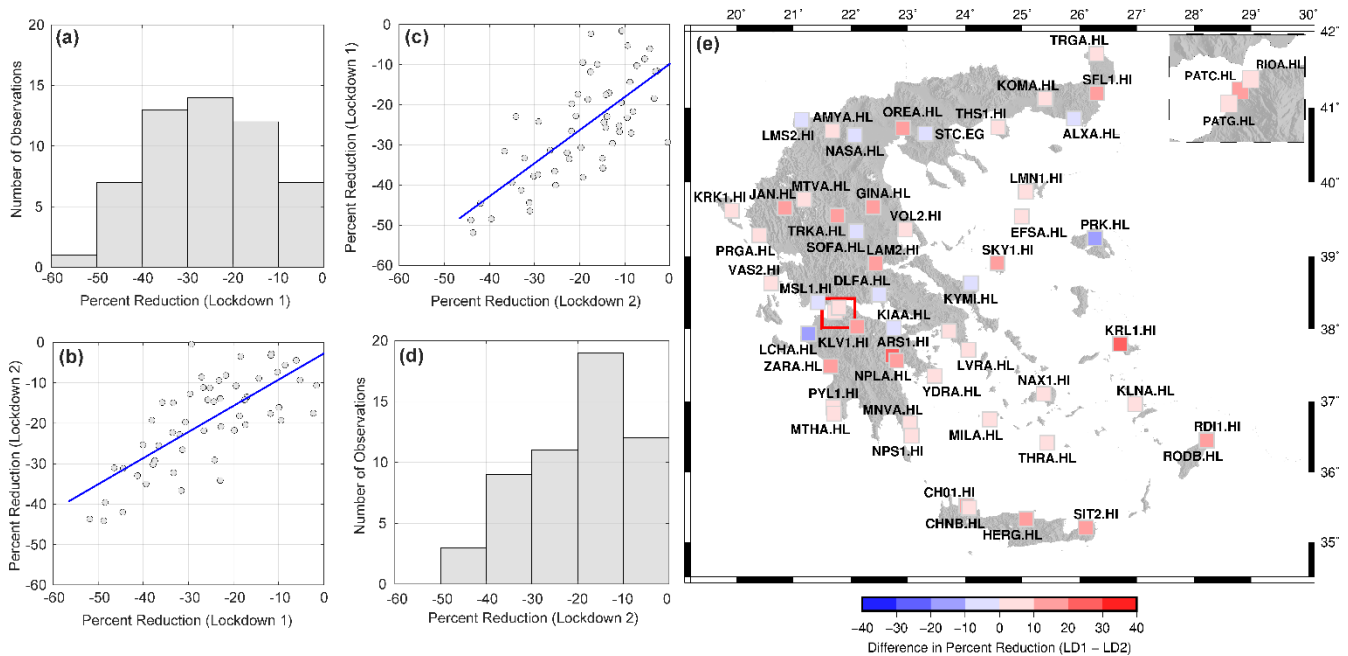 (a)
20
15
10
5
0
Number of Observations
-60
-50
-40
-30
-20
-10
0
Percent Reduction (Lockdown 1)
(c)
0
-10
-20
-30
-40
-50
-60
Percent Reduction (Lockdown 1)
-60
-50
-40
-30
-20
-10
0
Percent Reduction (Lockdown 2)
(b)
0
-10
-20
-30
-40
-50
-60
Percent Reduction (Lockdown 2)
-60
-50
-40
-30
-20
-10
0
Percent Reduction (Lockdown 1)
(d)
20
15
10
5
0
Number of Observations
-60
-50
-40
-30
-20
-10
0
Percent Reduction (Lockdown 2)
(e)
20˚
21˚
22˚
23˚
24˚
25˚
26˚
27˚
28˚
29˚
30˚
42˚
41˚
40˚
39˚
38˚
37˚
36˚
35˚
TRGA.HL
RIOA.HL
PATC.HL
PATG.HL
SFL1.HI
KOMA.HL
THS1.HI
ALXA.HL
OREA.HL
AMYA.HL
LMS2.HI
NASA.HL
STC.EG
LMN1.HI
MTVA.HL
GINA.HL
JAN.HL
KRK1.HI
VOL2.HI
EFSA.HL
PRK.HL
TRKA.HL
SOFA.HL
PRGA.HL
LAM2.HI
SKY1.HI
VAS2.HI
MSL1.HI
DLFA.HL
KYMI.HL
KIAA.HL
KRL1.HI
LCHA.HL
KLV1.HI
ARS1.HI
LVRA.HL
ZARA.HL
NPLA.HL
YDRA.HL
NAX1.HI
KLNA.HL
PYL1.HI
MNVA.HL
MTHA.HL
MILA.HL
NPS1.HI
THRA.HL
RDI1.HI
RODB.HL
CH01.HI
CHNB.HL
HERG.HL
SIT2.HI
−40
−30
−20
−10
0
10
20
30
40
Difference in Percent Reduction (LD1 − LD2)